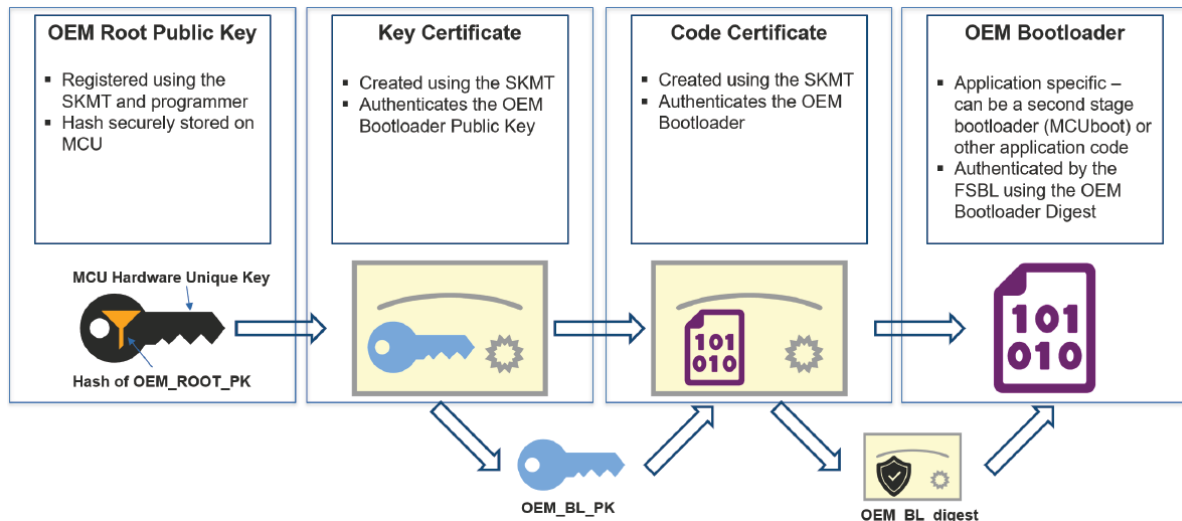 OEM Root Public Key
▪ Registered using the
SKMT and programmer
▪ Hash securely stored on
MCU
MCU Hardware Unique Key
Hash of OEM_ROOT_PK
Key Certificate
▪ Created using the SKMT
▪ Authenticates the OEM
Bootloader Public Key
OEM_BL_PK
Code Certificate
▪ Created using the SKMT
▪ Authenticates the OEM
Bootloader
101
010
OEM_BL_digest
OEM Bootloader
▪ Application specific –
can be a second stage
bootloader (MCUboot) or
other application code
▪ Authenticated by the
FSBL using the OEM
Bootloader Digest
101
010